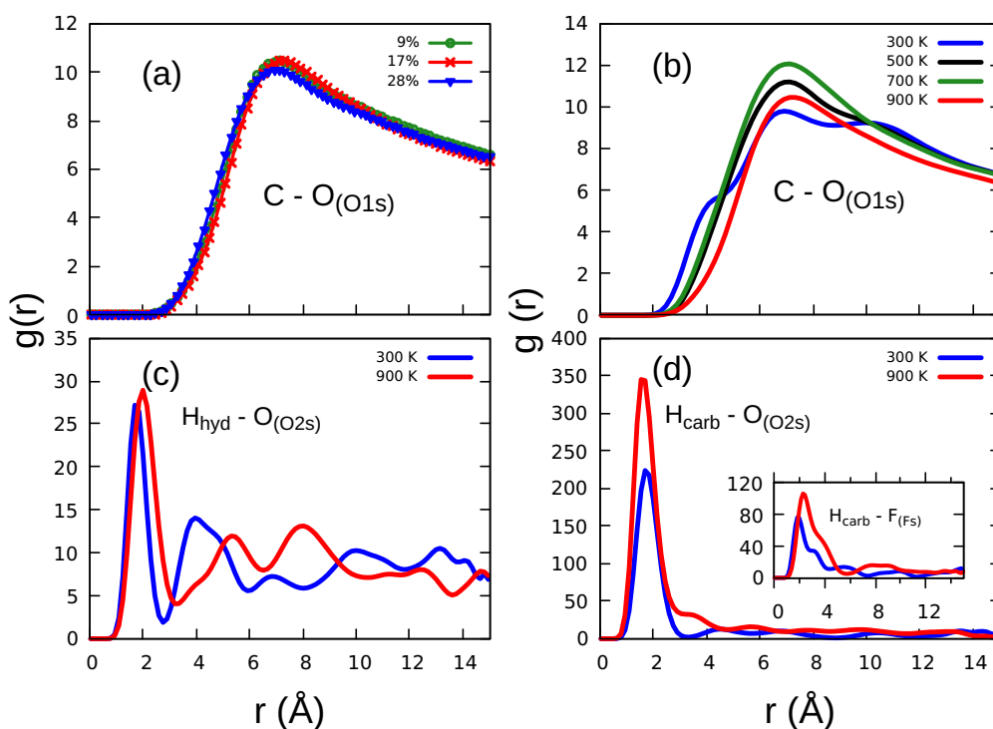 (a)
9%
17%
28%
C - O(O1s)
12
10
8
6
4
2
0
(b)
300 K
500 K
700 K
900 K
C - O(O1s)
14
12
10
8
6
4
2
0
g(r)
g (r)
(c)
300 K
900 K
Hhyd - O(O2s)
35
30
25
20
15
10
5
0
0 2 4 6 8 10 12 14
r (Å)
(d)
300 K
900 K
Hcarb - O(O2s)
400
350
300
250
200
150
100
50
0
120
80
40
0
Hcarb - F(Fs)
0 4 8 12
0 2 4 6 8 10 12 14
r (Å)